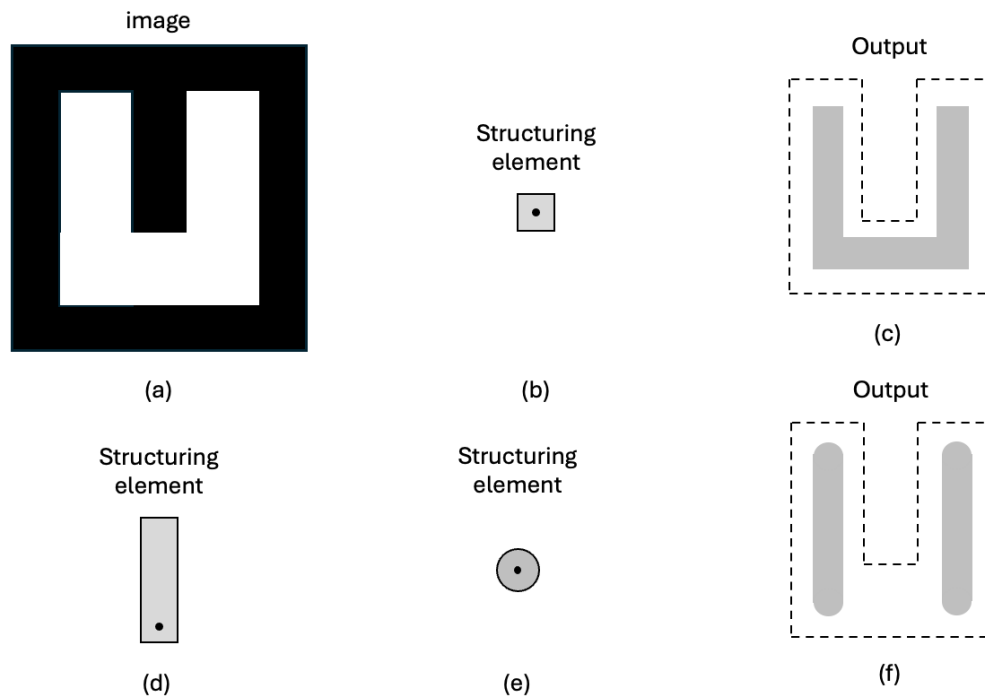 image
Output
Structuring
element
(a)
(b)
(c)
Output
Structuring
element
Structuring
element
(d)
(e)
(f)